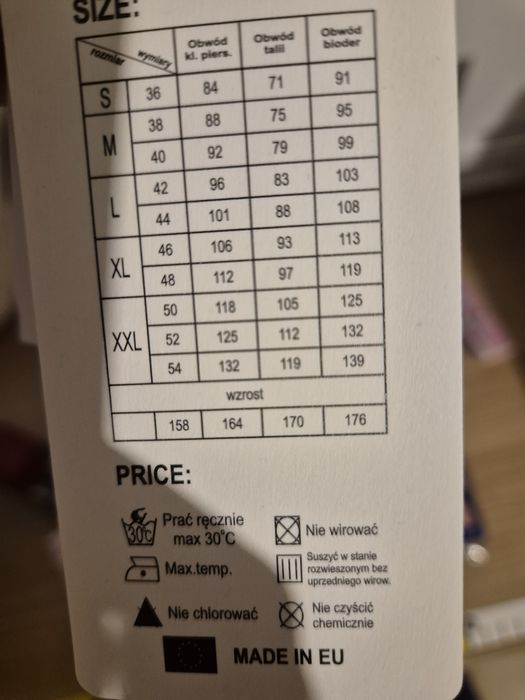 SIZE:
rozmiar wymiary Obwód kl. piers. Obwód talii Obwód bioder
S 36 84 71 91
M 38 88 75 95
40 92 79 99
L 42 96 83 103
44 101 88 108
XL 46 106 93 113
48 112 97 119
XXL 50 118 105 125
52 125 112 132
54 132 119 139
wzrost
158 164 170 176
PRICE:
30°C Prać ręcznie
max 30°C
Nie wirować
Max.temp.
Suszyć w stanie
rozwieszonym bez
uprzedniego wirow.
Nie chlorować
Nie czyścić
chemicznie
MADE IN EU